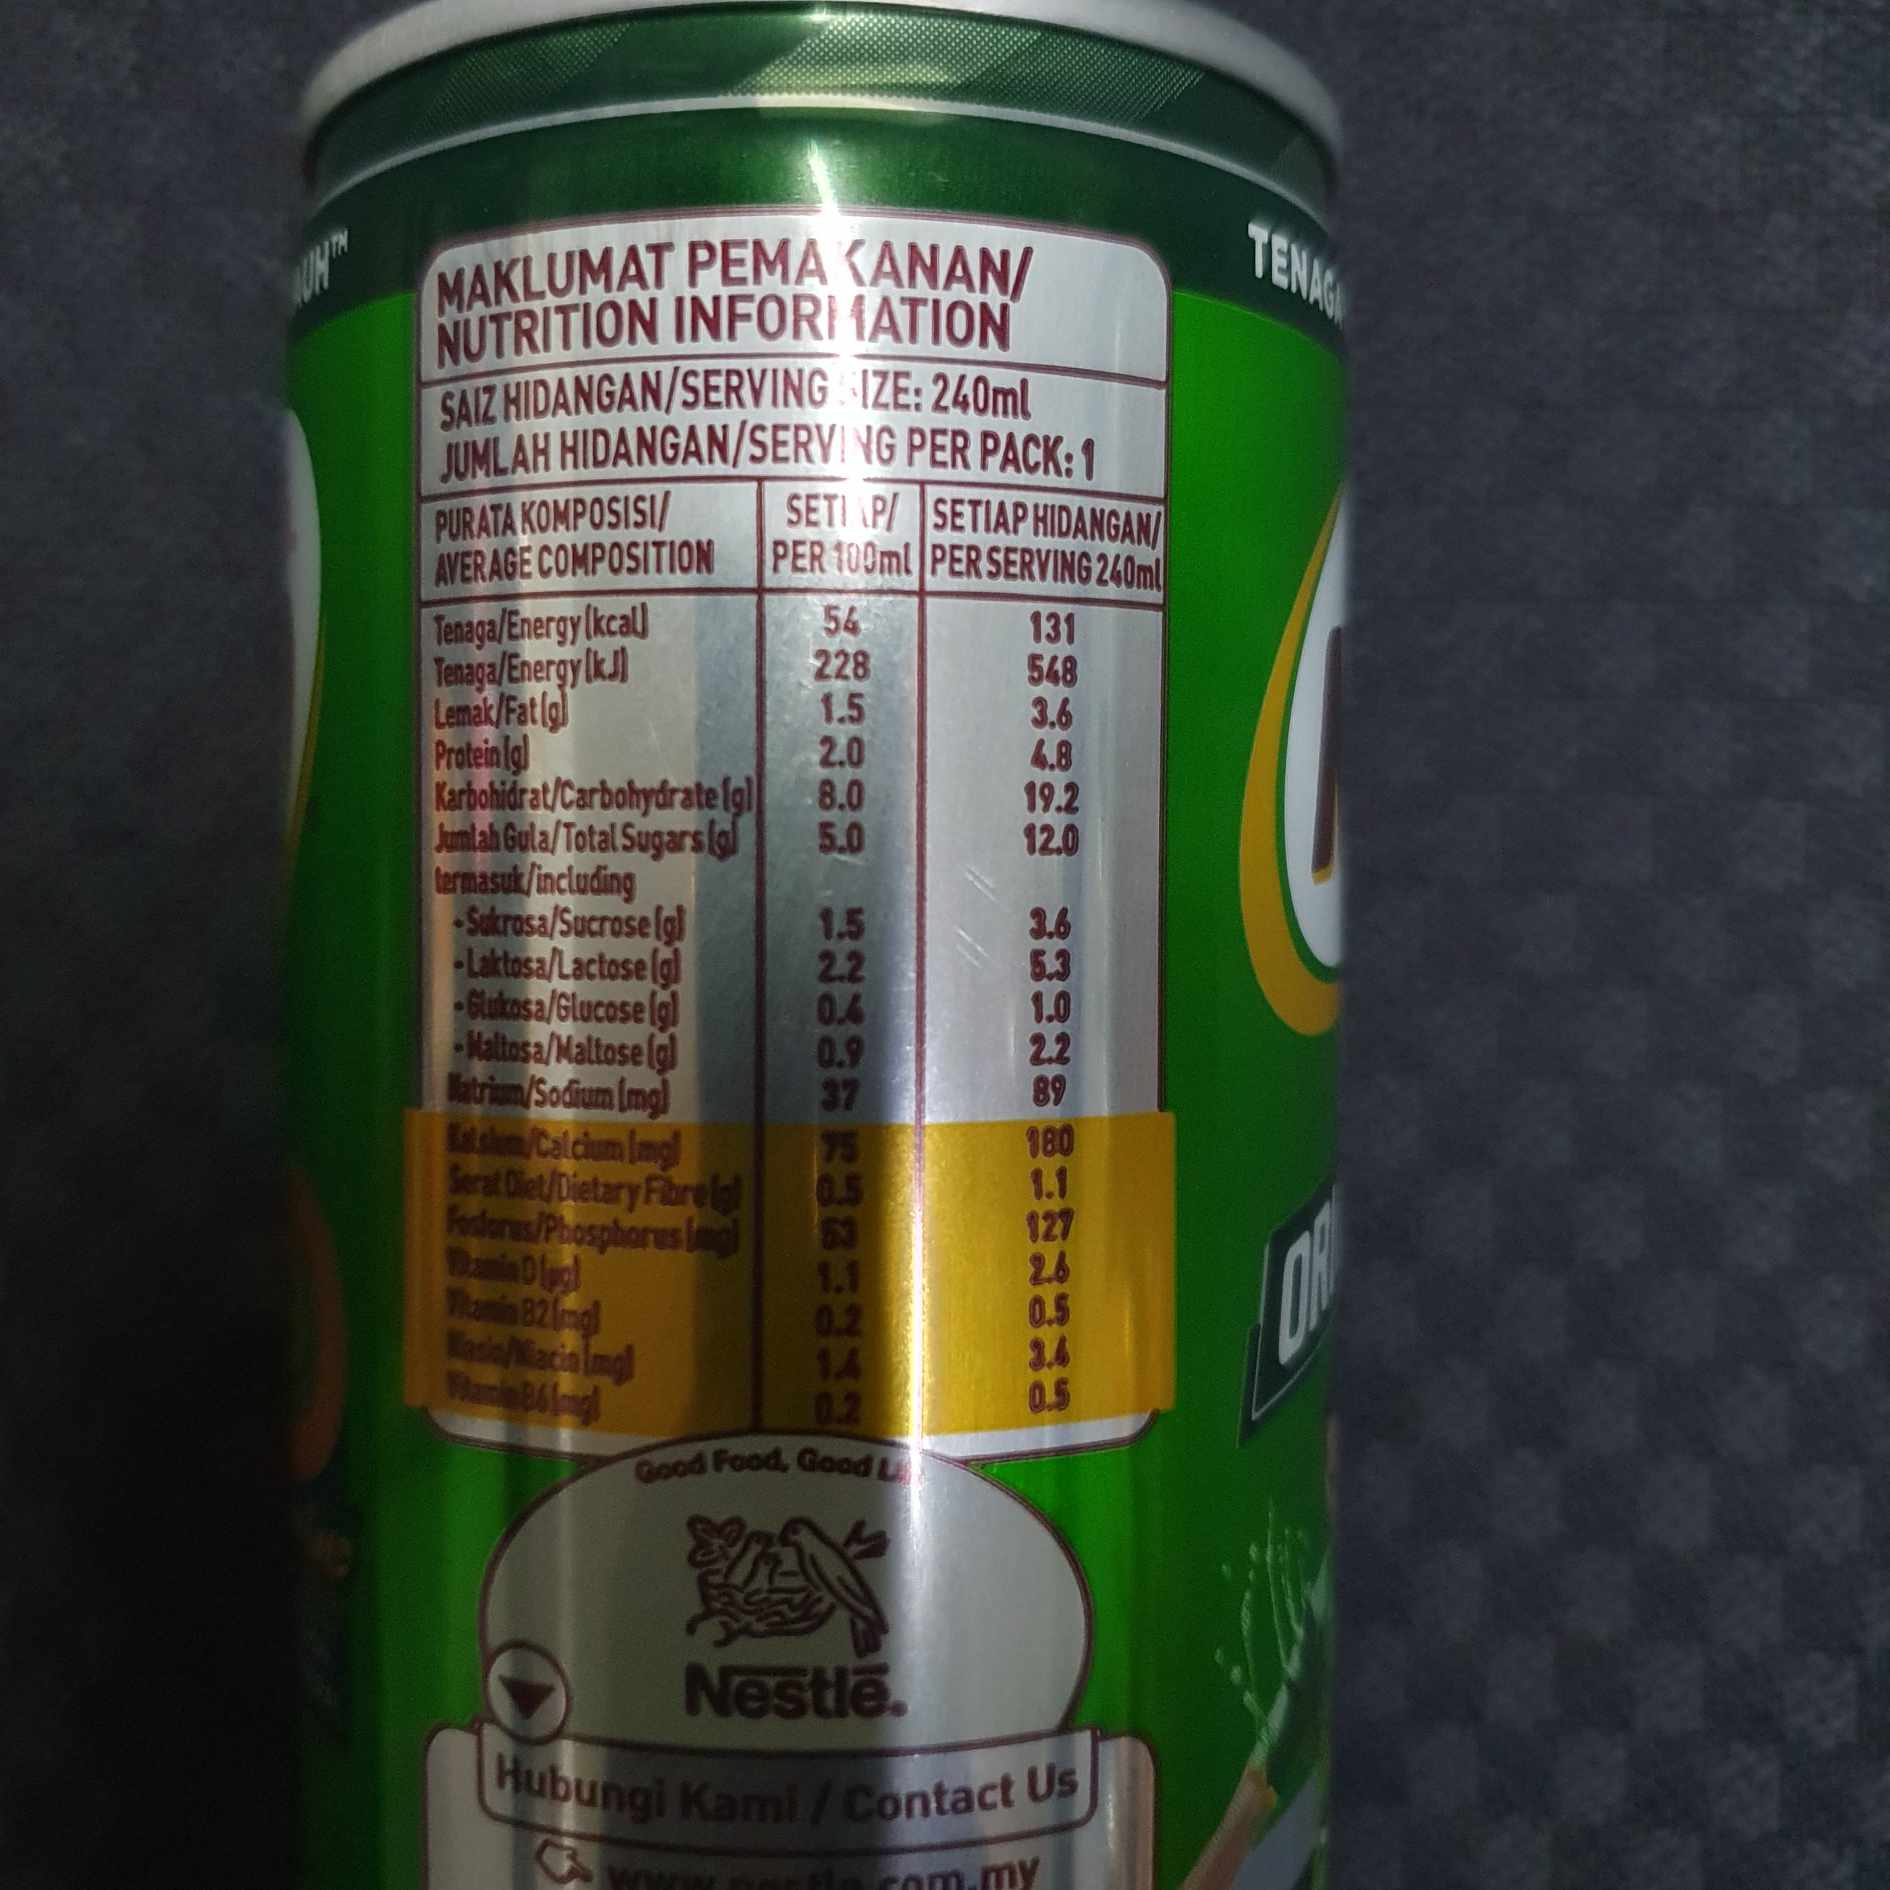 TENAGA
MAKLUMAT PEMAKANAN/
NUTRITION INFORMATION
SAIZ HIDANGAN/SERVING SIZE: 240ml
JUMLAH HIDANGAN/SERVING PER PACK: 1
PURATA KOMPOSISI/ SETIAP/ SETIAP HIDANGAN/
AVERAGE COMPOSITION PER 100ml PER SERVING 240ml
Tenaga/Energy (kcal) 54 131
Tenaga/Energy (kJ) 228 548
Lemak/Fat (g) 1.5 3.6
Protein (g) 2.0 4.8
Karbohidrat/Carbohydrate (g) 8.0 19.2
Jumlah Gula/Total Sugars (g) 5.0 12.0
termasuk/including
- Sukrosa/Sucrose (g) 1.5 3.6
- Laktosa/Lactose (g) 2.2 5.3
- Glukosa/Glucose (g) 0.4 1.0
- Maltosa/Maltose (g) 0.9 2.2
Natrium/Sodium (mg) 37 89
Kalsium/Calcium (mg) 75 180
Serat Diet/Dietary Fibre (g) 0.5 1.1
Fosforus/Phosphorus (mg) 53 127
Vitamin D (µg) 1.1 2.6
Vitamin B2 (mg) 0.2 0.5
Niasin/Niacin (mg) 1.4 3.4
Vitamin B6 (mg) 0.2 0.5
Good Food, Good Life
Nestlé.
Hubungi Kami / Contact Us
www.nestle.com.my